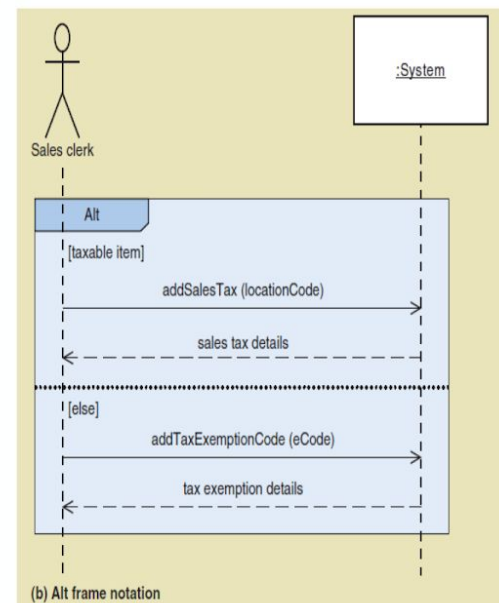 :System
Sales clerk
Alt
[taxable item]
addSalesTax (locationCode)
sales tax details
[else]
addTaxExemptionCode (eCode)
tax exemption details
(b) Alt frame notation